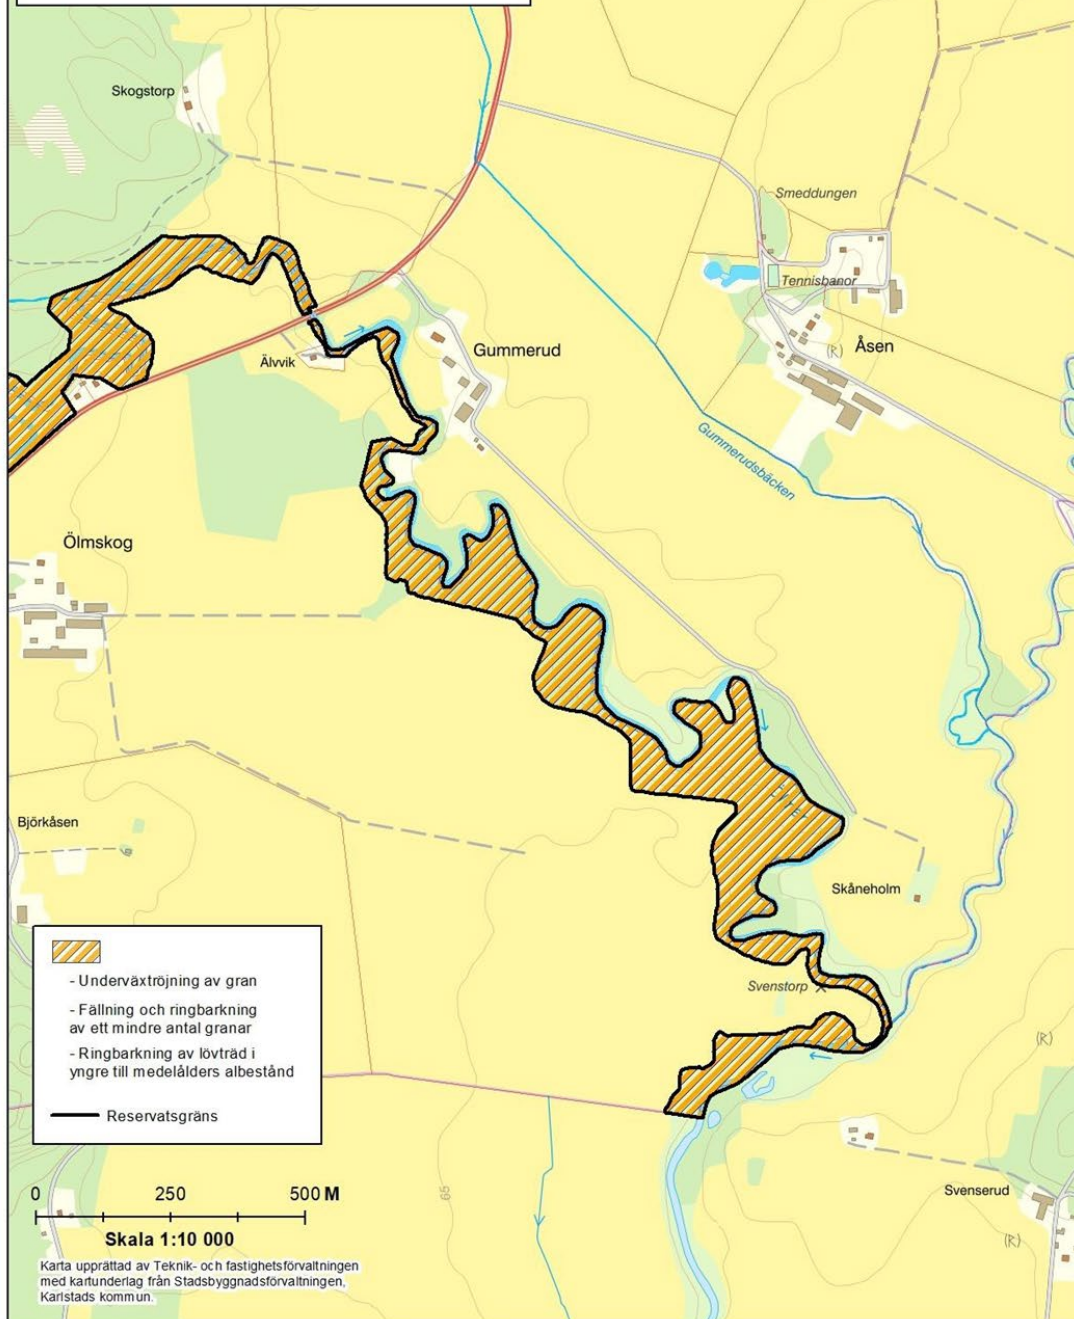 Skogstorp
Smeddungen
Tennisbanor
Älvvik
Gummerud
(R)
Åsen
Gummerudsbäcken
Ölmskog
Björkåsen
Skåneholm
- Underväxtröjning av gran
- Fällning och ringbarkning
av ett mindre antal granar
- Ringbarkning av lövträd i
yngre till medelålders albestånd
Reservatsgräns
Svenstorp
(R)
0 250 500 M
Skala 1:10 000
65
Svenserud
(R)
Karta upprättad av Teknik- och fastighetsförvaltningen
med kartunderlag från Stadsbyggnadsförvaltningen,
Karlstads kommun.